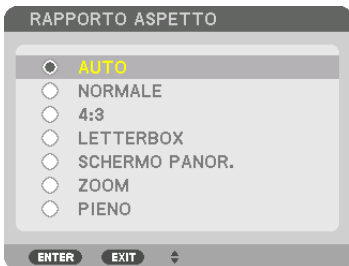 RAPPORTO ASPETTO
AUTO
NORMALE
4:3
LETTERBOX
SCHERMO PANOR.
ZOOM
PIENO
ENTER EXIT